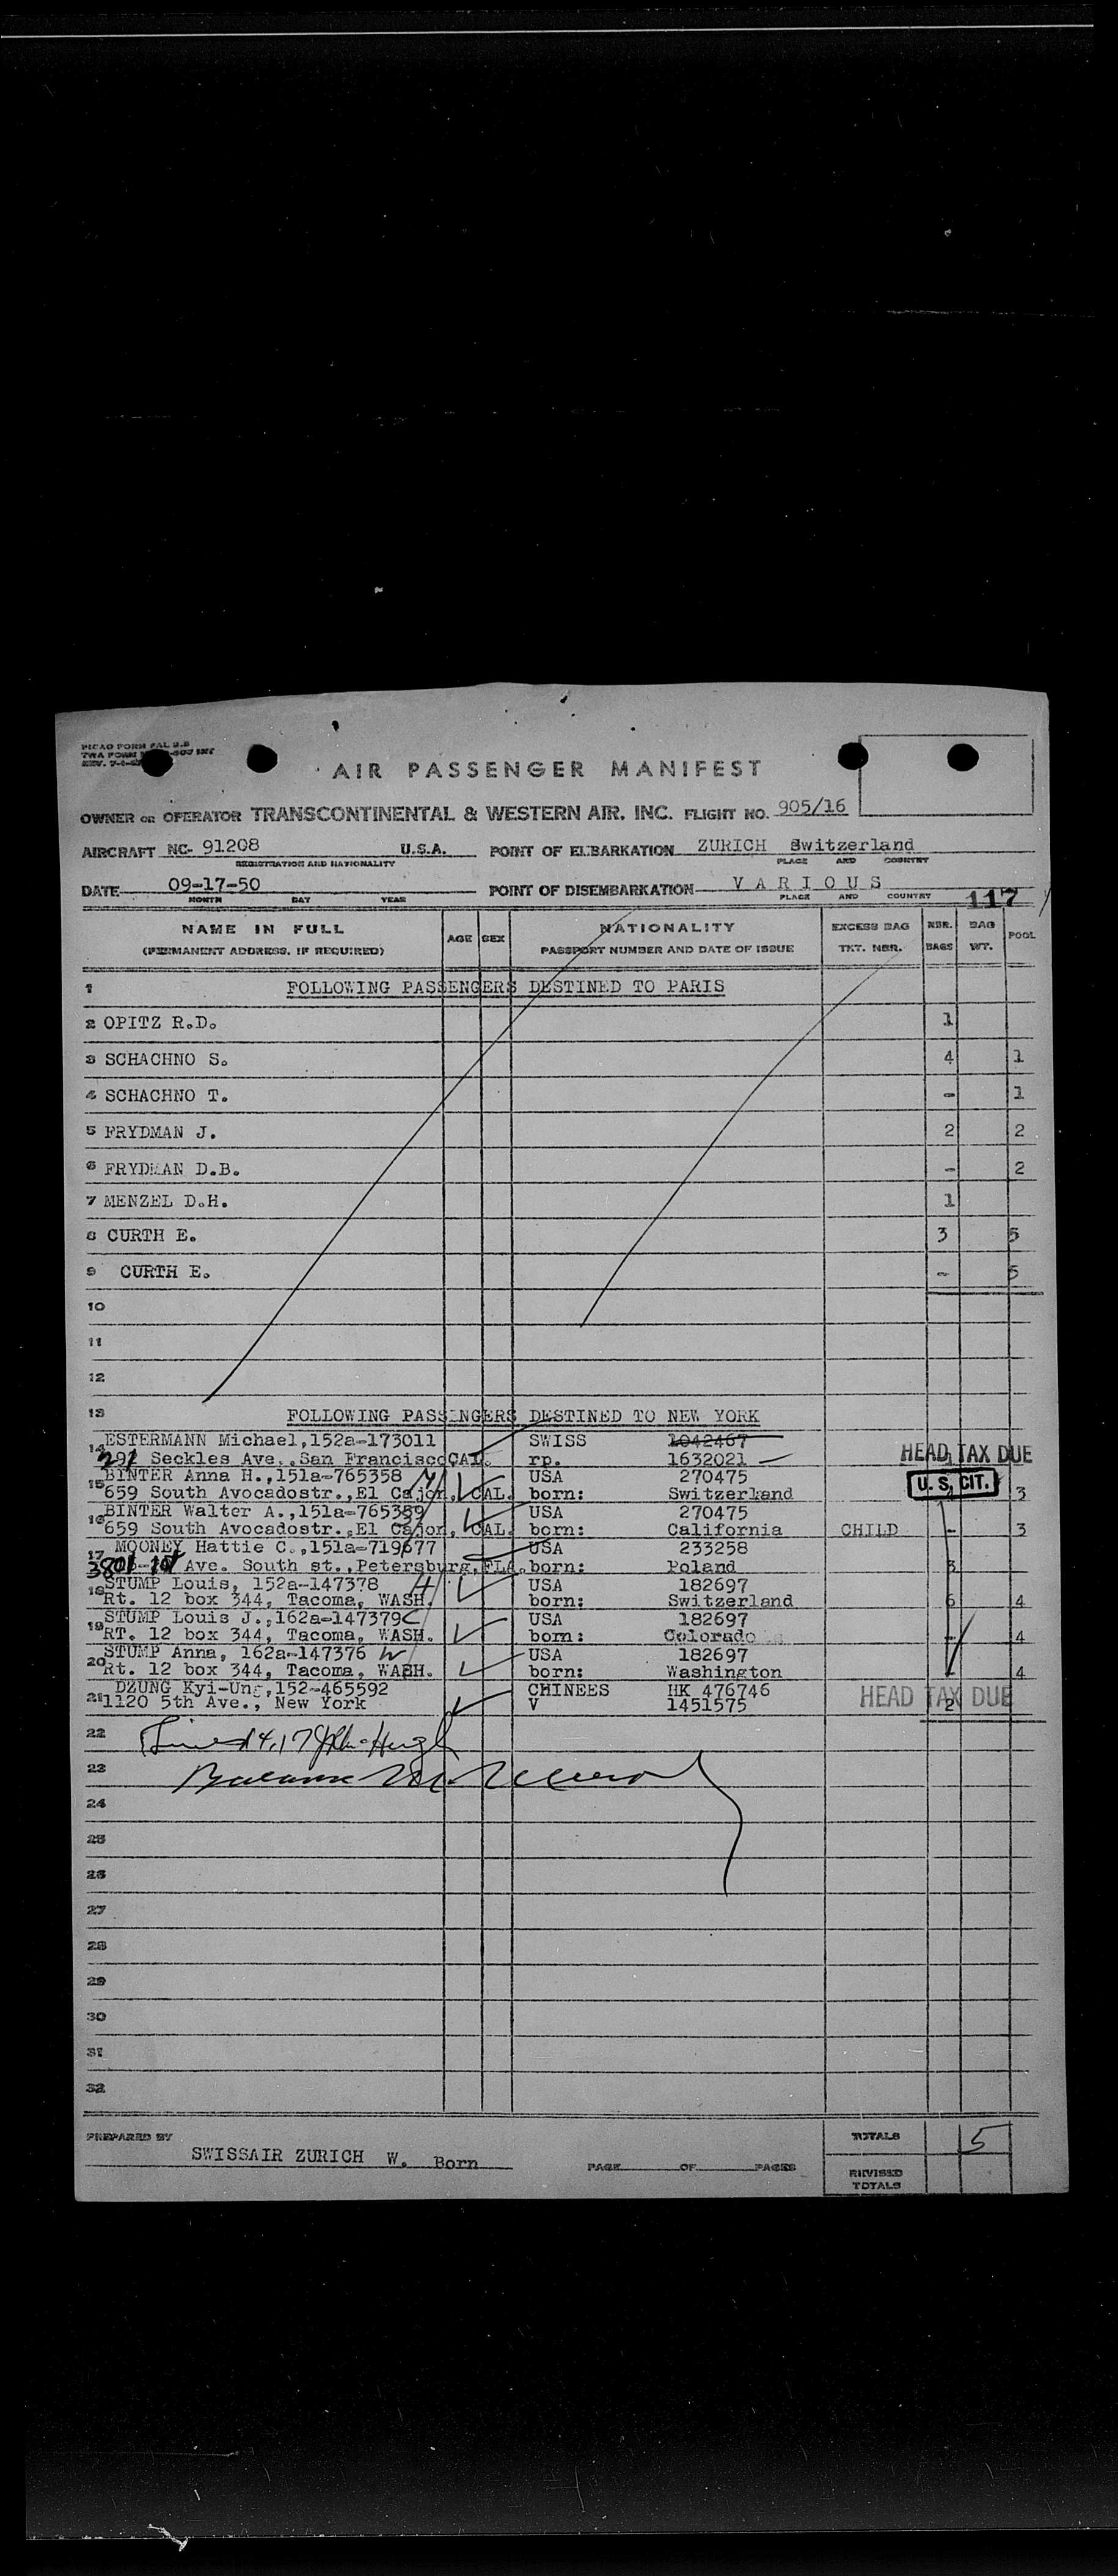 PICAO FORM PAL 2.5
TWA FORM
REV.
AIR PASSENGER MANIFEST
OWNER OR OPERATOR TRANSCONTINENTAL & WESTERN AIR. INC. FLIGHT NO. 905/16
AIRCRAFT NC- 91208 U.S.A. POINT OF EMBARKATION ZURICH Switzerland
REGISTRATION AND NATIONALITY PLACE AND COUNTRY
DATE 09-17-50 POINT OF DISEMBARKATION V A R I O U S
MONTH DAY YEAR PLACE AND COUNTRY 117
NAME IN FULL AGE SEX NATIONALITY EXCESS BAG NBR. BAG POOL
(PERMANENT ADDRESS. IF REQUIRED) PASSPORT NUMBER AND DATE OF ISSUE TKT. NBR. BAGS WT.
1 FOLLOWING PASSENGERS DESTINED TO PARIS
2 OPITZ R.D. 1
3 SCHACHNO S. 4 1
4 SCHACHNO T. - 1
5 FRYDMAN J. 2 2
6 FRYDMAN D.B. - 2
7 MENZEL D.H. 1
8 CURTH E. 3 5
9 CURTH E. - 5
10
11
12
13 FOLLOWING PASSENGERS DESTINED TO NEW YORK
ESTERMANN Michael,152a-173011 SWISS 1042467
14 291 Seckles Ave.,San Francisco CAL. rp. 1632021 HEAD TAX DUE
BINTER Anna H.,151a-765358 USA 270475 U. S. CIT.
15 659 South Avocadostr.,El Cajon, CAL. born: Switzerland 3
BINTER Walter A.,151a-765359 USA 270475
16 659 South Avocadostr.,El Cajon, CAL. born: California CHILD - 3
MOONEY Hattie C.,151a-719677 USA 233258
17 3801 Ave. South st.,Petersburg,FLA. born: Poland 3
STUMP Louis, 152a-147378 USA 182697
18 Rt. 12 box 344, Tacoma, WASH. born: Switzerland 6 4
STUMP Louis J.,162a-147379 USA 182697
19 RT. 12 box 344, Tacoma, WASH. born: Colorado - 4
STUMP Anna, 162a-147376 USA 182697
20 Rt. 12 box 344, Tacoma, WASH. born: Washington - 4
DZUNG Kyi-Ung,152-465592 CHINEES HK 476746
21 1120 5th Ave., New York V 1451575 HEAD TAX DUE 2
22
23
24
25
26
27
28
29
30
31
32
PREPARED BY SWISSAIR ZURICH W. Born PAGE OF PAGES TOTALS 5
REVISED
TOTALS